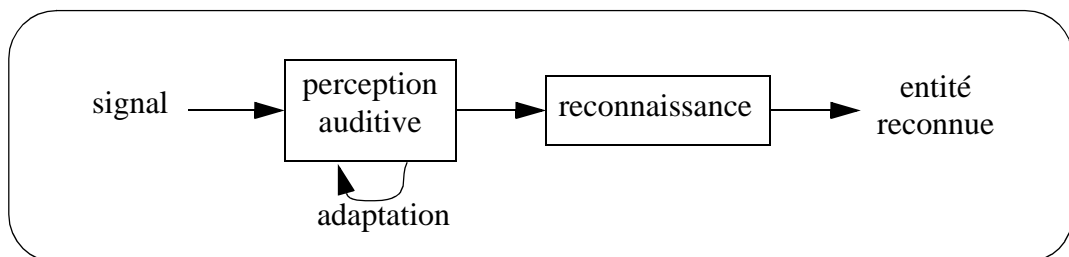 signal
perception
auditive
reconnaissance
entité
reconnue
adaptation